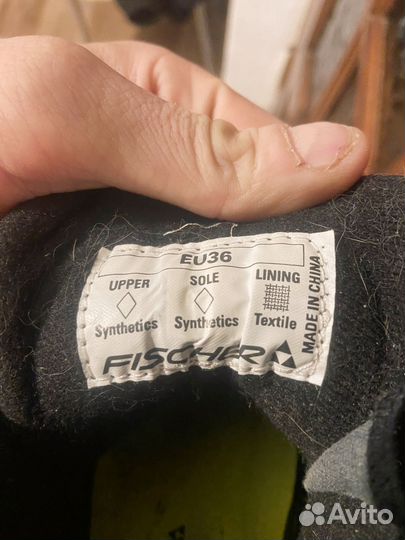 EU36
UPPER SOLE LINING
Synthetics Synthetics Textile
FISCHER
MADE IN CHINA
Avito